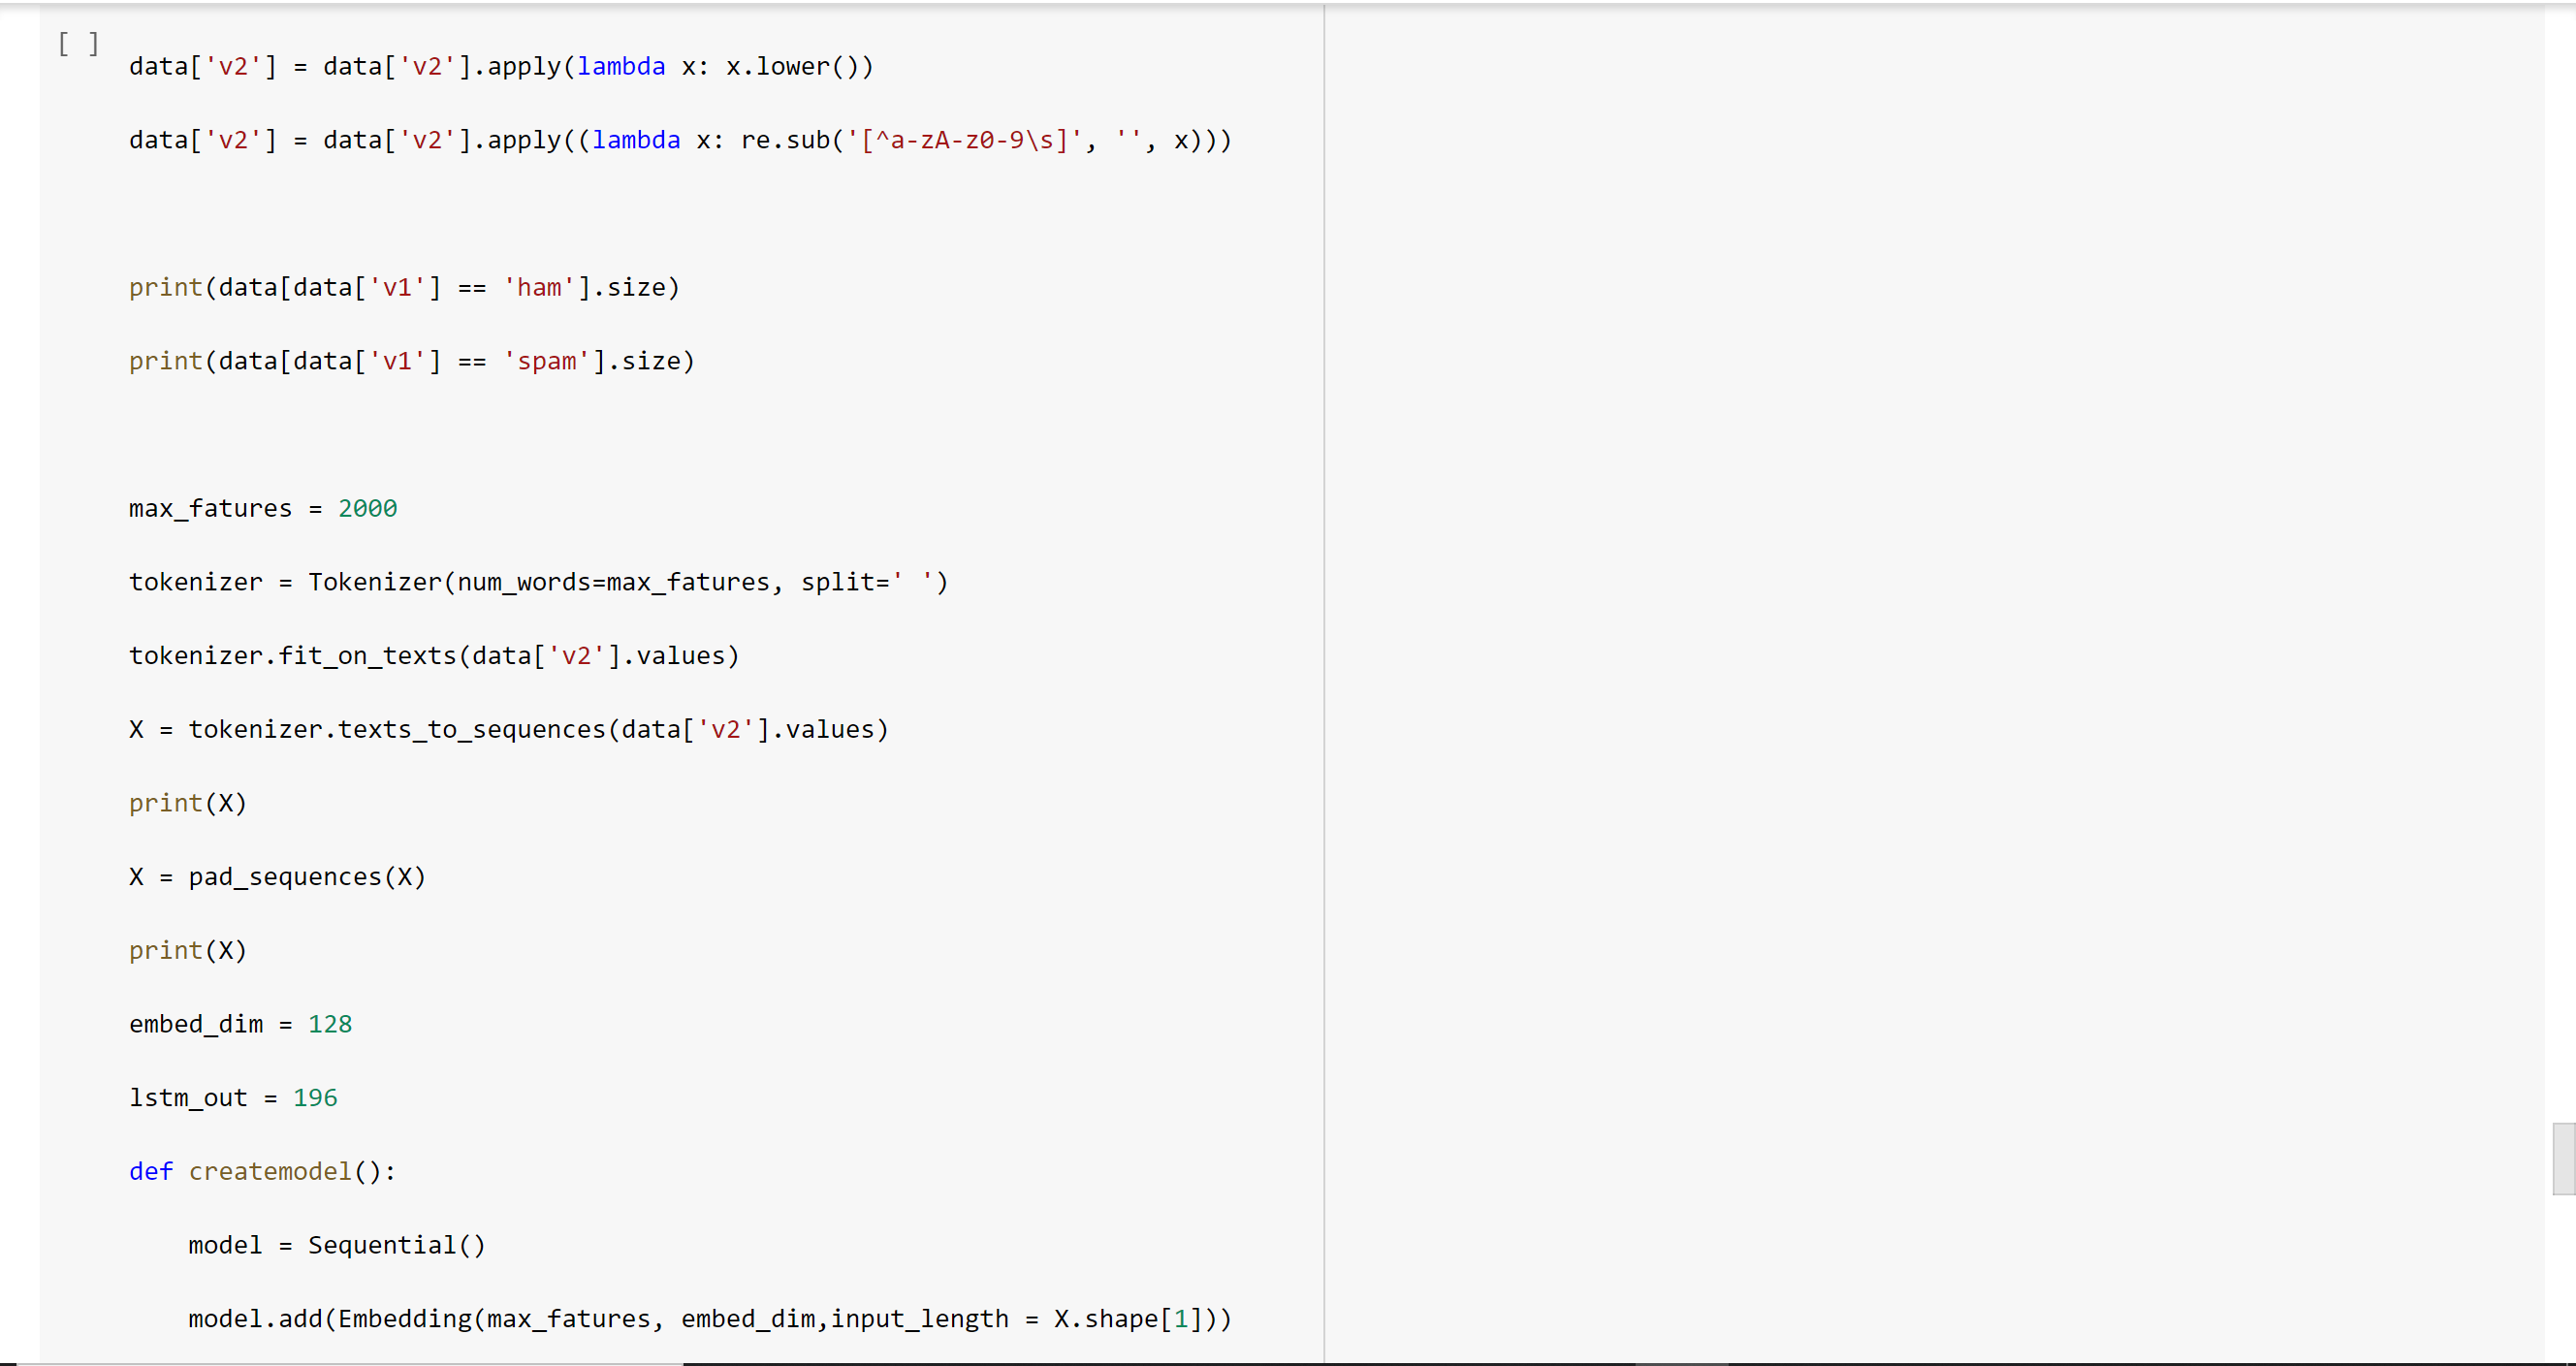 [ ]
data['v2'] = data['v2'].apply(lambda x: x.lower())
data['v2'] = data['v2'].apply((lambda x: re.sub('[^a-zA-z0-9\s]', '', x)))
print(data[data['v1'] == 'ham'].size)
print(data[data['v1'] == 'spam'].size)
max_fatures = 2000
tokenizer = Tokenizer(num_words=max_fatures, split=' ')
tokenizer.fit_on_texts(data['v2'].values)
X = tokenizer.texts_to_sequences(data['v2'].values)
print(X)
X = pad_sequences(X)
print(X)
embed_dim = 128
lstm_out = 196
def createmodel():
    model = Sequential()
    model.add(Embedding(max_fatures, embed_dim,input_length = X.shape[1]))